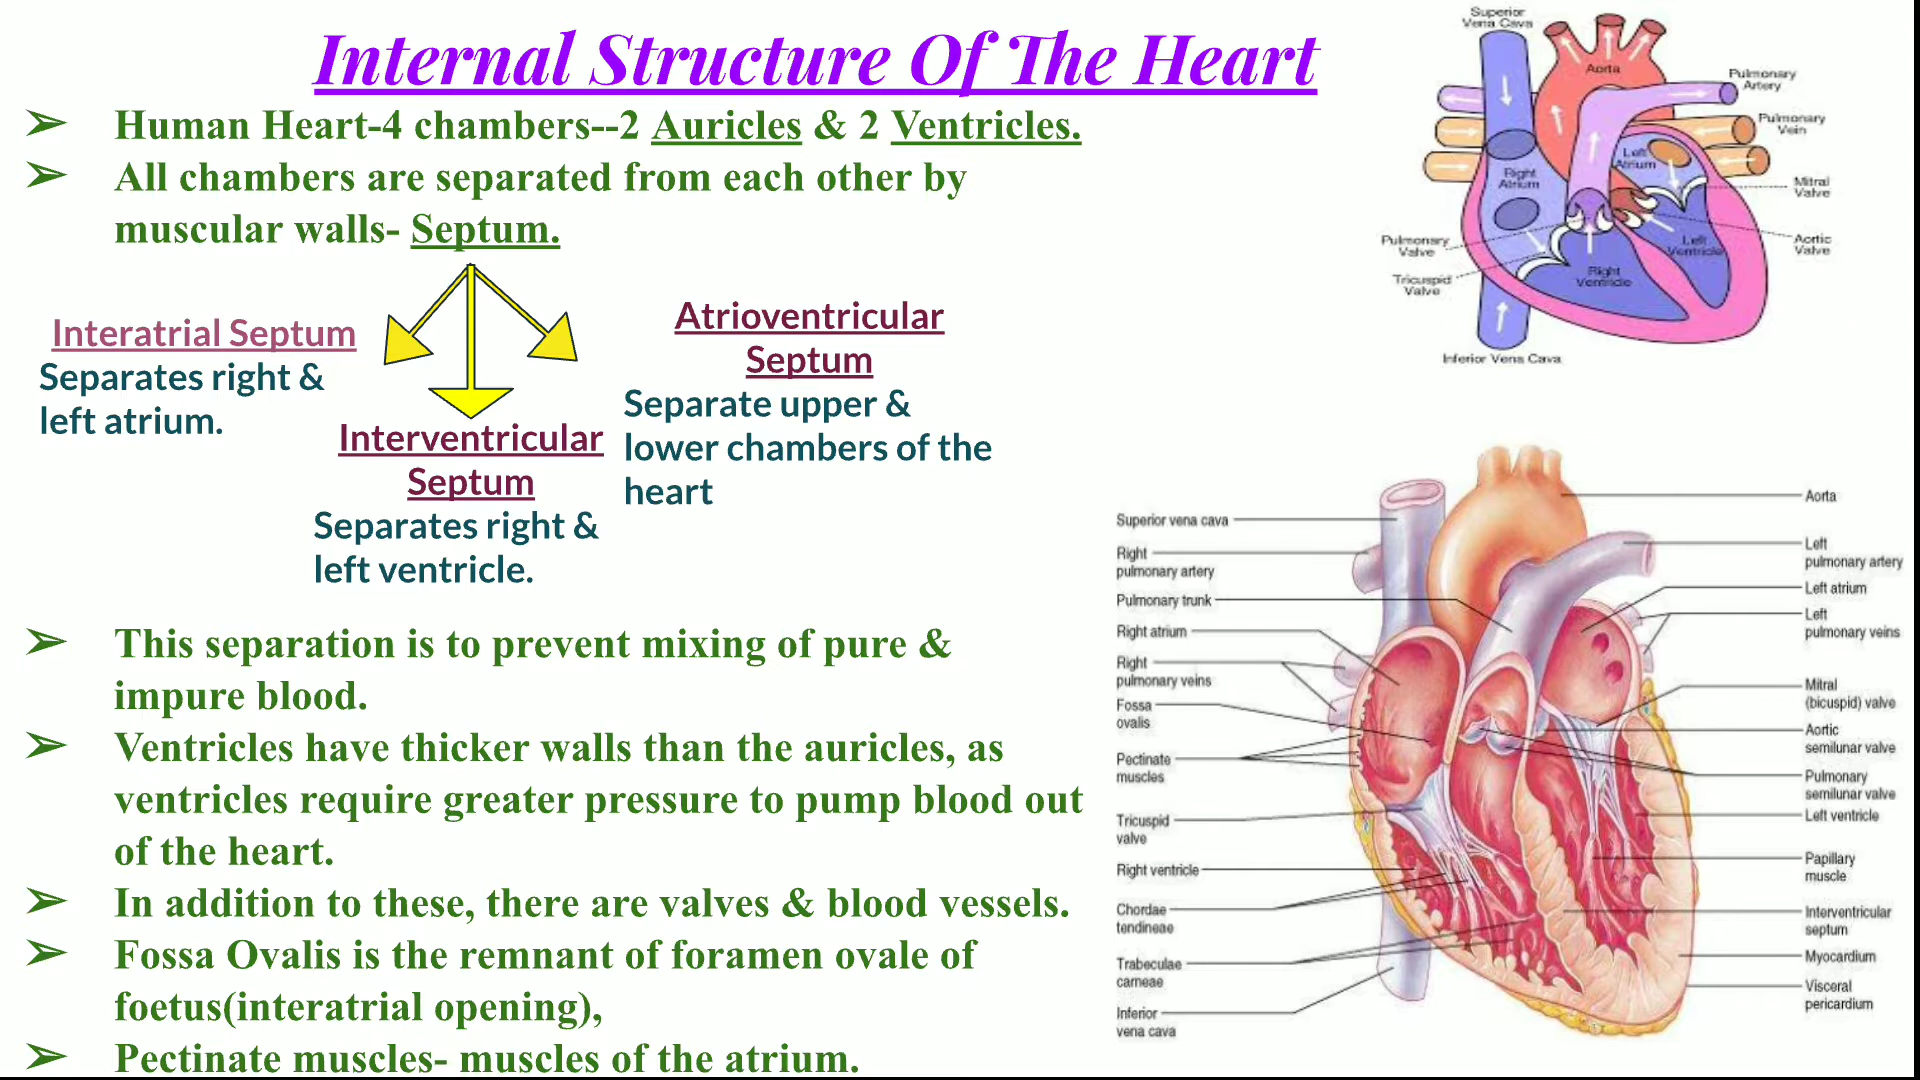 Internal Structure Of The Heart
➢ Human Heart-4 chambers--2 Auricles & 2 Ventricles.
➢ All chambers are separated from each other by
muscular walls- Septum.
Interatrial Septum
Separates right &
left atrium.
Interventricular
Septum
Separates right &
left ventricle.
Atrioventricular
Septum
Separate upper &
lower chambers of the
heart
➢ This separation is to prevent mixing of pure &
impure blood.
➢ Ventricles have thicker walls than the auricles, as
ventricles require greater pressure to pump blood out
of the heart.
➢ In addition to these, there are valves & blood vessels.
➢ Fossa Ovalis is the remnant of foramen ovale of
foetus(interatrial opening),
➢ Pectinate muscles- muscles of the atrium.
Superior
Vena Cava
Aorta
Pulmonary
Artery
Pulmonary
Vein
Left
Atrium
Right
Atrium
Mitral
Valve
Pulmonary
Valve
Aortic
Valve
Left
Ventricle
Tricuspid
Valve
Right
Ventricle
Inferior Vena Cava
Superior vena cava
Right
pulmonary artery
Pulmonary trunk
Right atrium
Right
pulmonary veins
Fossa
ovalis
Pectinate
muscles
Tricuspid
valve
Right ventricle
Chordae
tendineae
Trabeculae
carneae
Inferior
vena cava
Aorta
Left
pulmonary artery
Left atrium
Left
pulmonary veins
Mitral
(bicuspid) valve
Aortic
semilunar valve
Pulmonary
semilunar valve
Left ventricle
Papillary
muscle
Interventricular
septum
Myocardium
Visceral
pericardium